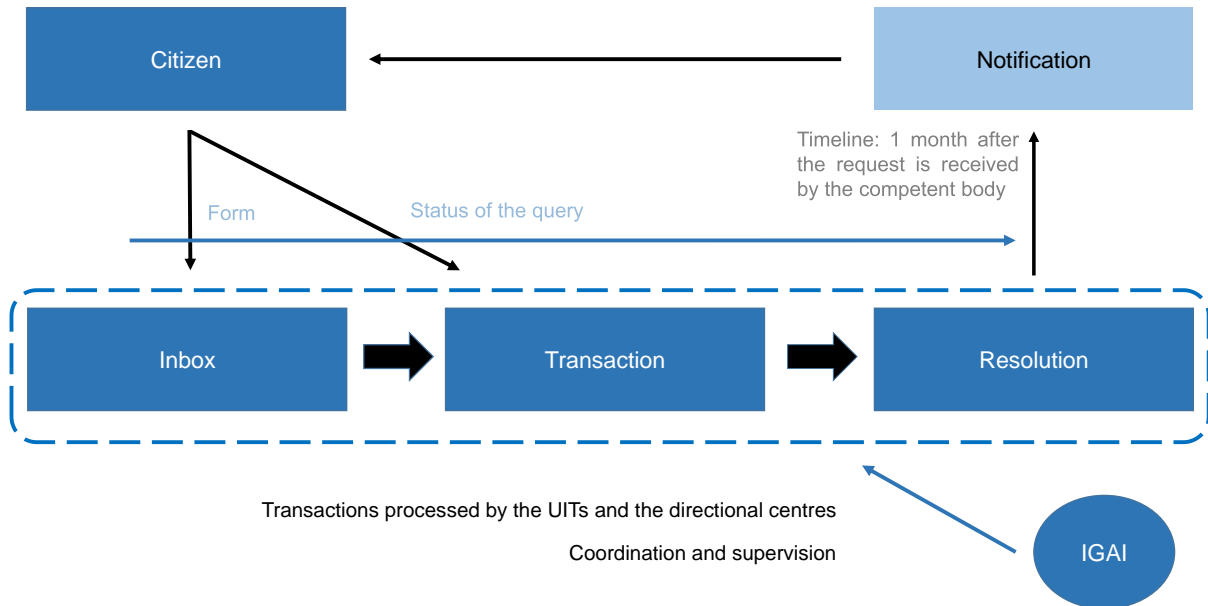 Citizen
Notification
Timeline: 1 month after
the request is received
by the competent body
Form
Status of the query
Inbox
Transaction
Resolution
Transactions processed by the UITs and the directional centres
Coordination and supervision
IGAI